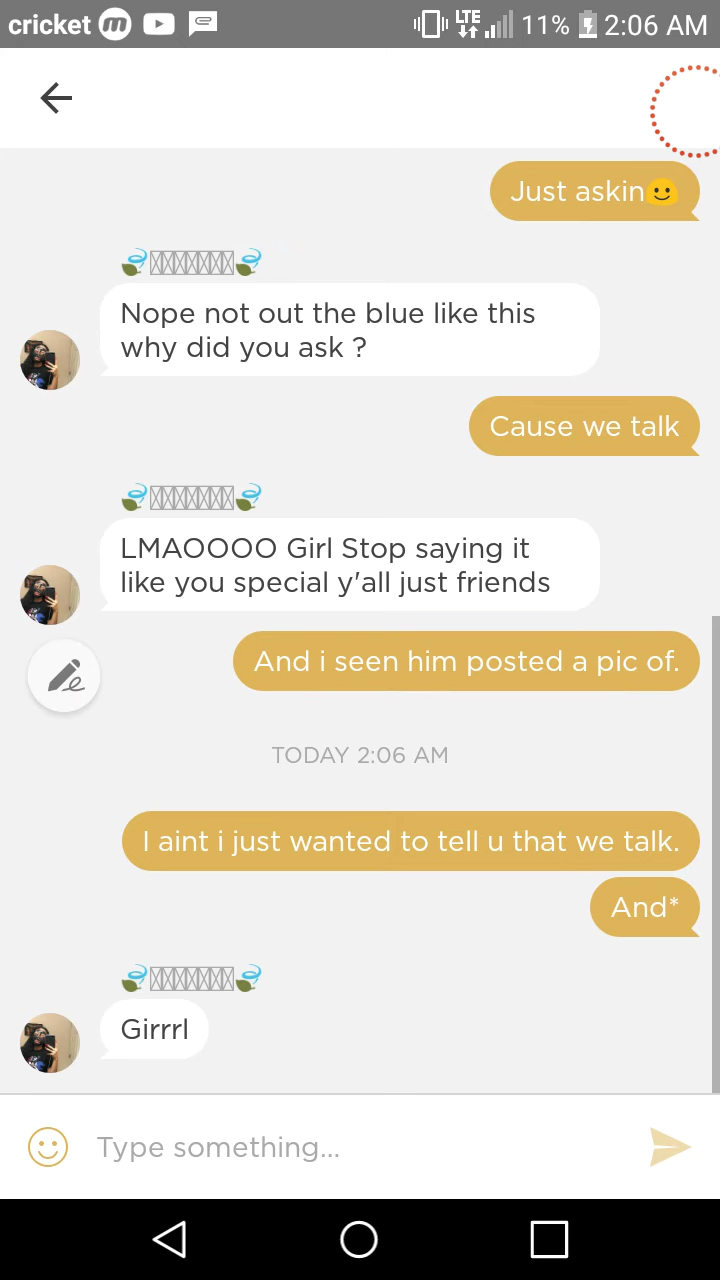 cricket m LTE 11% 2:06 AM
Just askin🙂
Nope not out the blue like this
why did you ask ?
Cause we talk
LMAOOOO Girl Stop saying it
like you special y'all just friends
And i seen him posted a pic of.
TODAY 2:06 AM
I aint i just wanted to tell u that we talk.
And*
Girrrl
Type something...